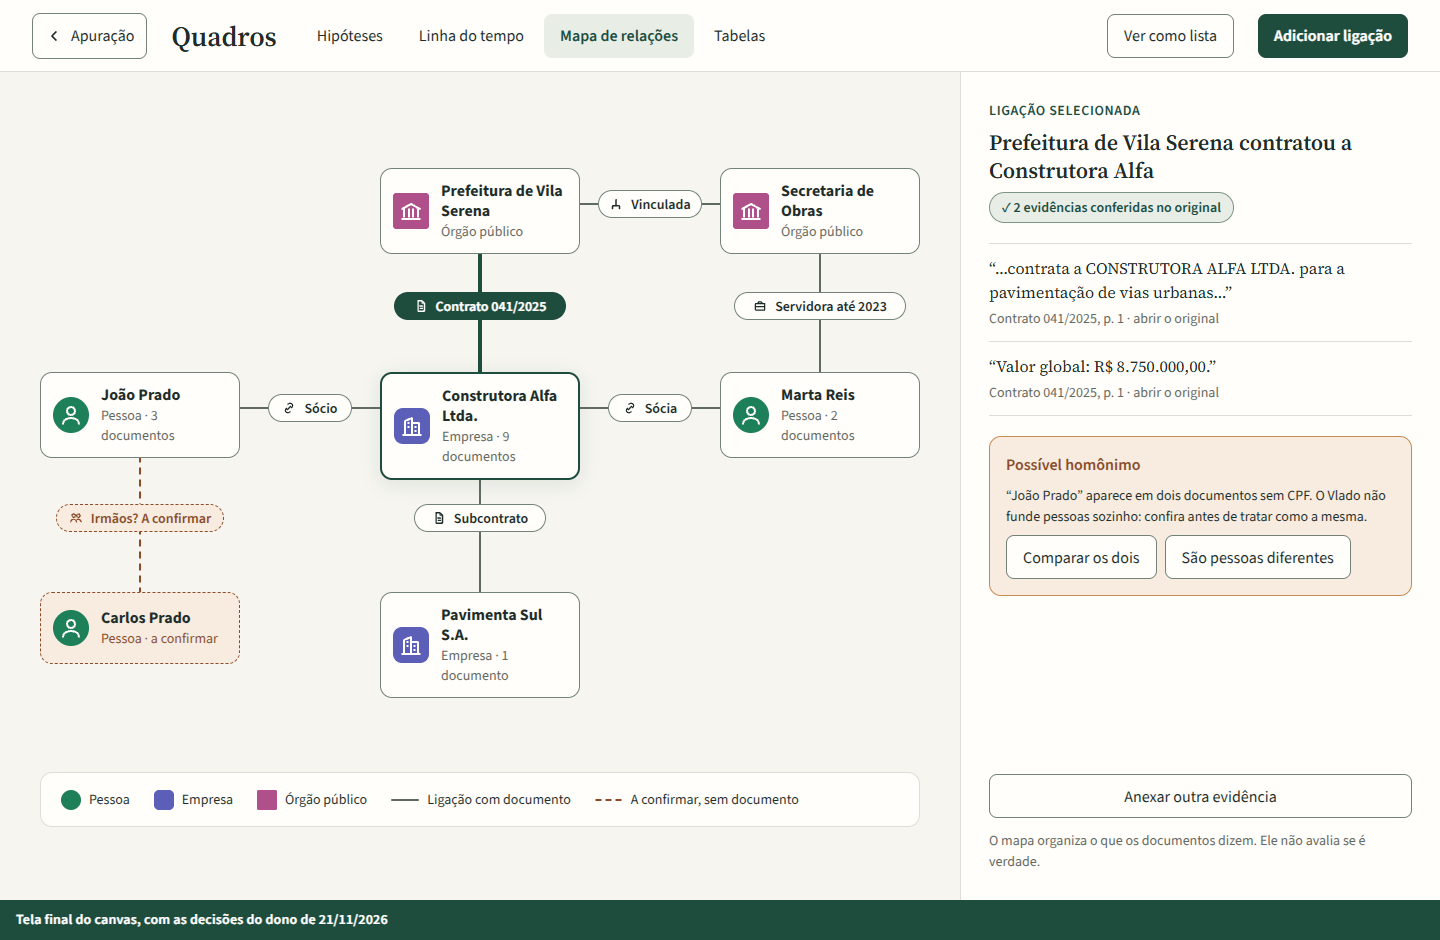 Apuração
Quadros
Hipóteses
Linha do tempo
Mapa de relações
Tabelas
Ver como lista
Adicionar ligação
Prefeitura de Vila
Serena
Órgão público
Vinculada
Secretaria de
Obras
Órgão público
Contrato 041/2025
Servidora até 2023
João Prado
Pessoa · 3
documentos
Sócio
Construtora Alfa
Ltda.
Empresa · 9
documentos
Sócia
Marta Reis
Pessoa · 2
documentos
Irmãos? A confirmar
Subcontrato
Carlos Prado
Pessoa · a confirmar
Pavimenta Sul
S.A.
Empresa · 1
documento
Pessoa
Empresa
Órgão público
Ligação com documento
A confirmar, sem documento
LIGAÇÃO SELECIONADA
Prefeitura de Vila Serena contratou a
Construtora Alfa
✓ 2 evidências conferidas no original
“...contrata a CONSTRUTORA ALFA LTDA. para a
pavimentação de vias urbanas...”
Contrato 041/2025, p. 1 · abrir o original
“Valor global: R$ 8.750.000,00.”
Contrato 041/2025, p. 1 · abrir o original
Possível homônimo
“João Prado” aparece em dois documentos sem CPF. O Vlado não
funde pessoas sozinho: confira antes de tratar como a mesma.
Comparar os dois
São pessoas diferentes
Anexar outra evidência
O mapa organiza o que os documentos dizem. Ele não avalia se é
verdade.
Tela final do canvas, com as decisões do dono de 21/11/2026